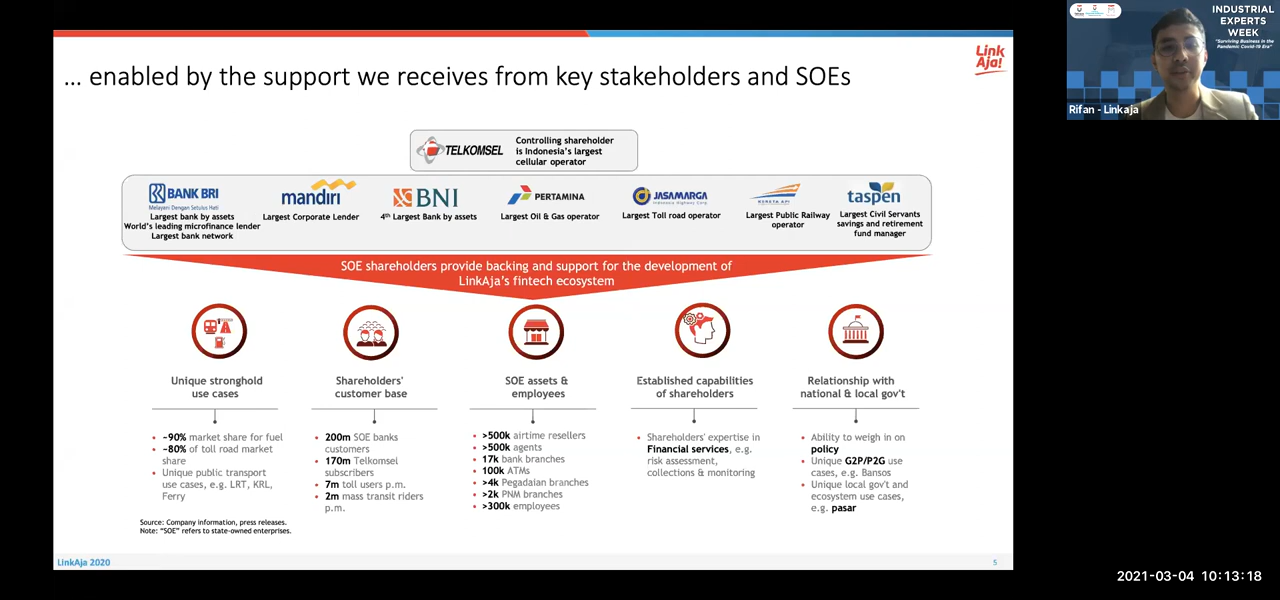 INDUSTRIAL
EXPERTS
WEEK
"Surviving Business in the
Pandemic Covid-19 Era"
Rifan - Linkaja
Link
Aja!
... enabled by the support we receives from key stakeholders and SOEs
TELKOMSEL
Controlling shareholder
is Indonesia's largest
cellular operator
BANK BRI
Melayani Dengan Setulus Hati
Largest bank by assets
World's leading microfinance lender
Largest bank network
mandiri
Largest Corporate Lender
BNI
4th Largest Bank by assets
PERTAMINA
Largest Oil & Gas operator
JASAMARGA
Indonesia Highway Corp
Largest Toll road operator
KERETA API
Largest Public Railway
operator
taspen
Largest Civil Servants
savings and retirement
fund manager
SOE shareholders provide backing and support for the development of
LinkAja's fintech ecosystem
Unique stronghold
use cases
• ~90% market share for fuel
• ~80% of toll road market
share
• Unique public transport
use cases, e.g. LRT, KRL,
Ferry
Shareholders'
customer base
• 200m SOE banks
customers
• 170m Telkomsel
subscribers
• 7m toll users p.m.
• 2m mass transit riders
p.m.
SOE assets &
employees
• >500k airtime resellers
• >500k agents
• 17k bank branches
• 100k ATMs
• >4k Pegadaian branches
• >2k PNM branches
• >300k employees
Established capabilities
of shareholders
• Shareholders' expertise in
Financial services, e.g.
risk assessment,
collections & monitoring
Relationship with
national & local gov't
• Ability to weigh in on
policy
• Unique G2P/P2G use
cases, e.g. Bansos
• Unique local gov't and
ecosystem use cases,
e.g. pasar
Source: Company information, press releases.
Note: "SOE" refers to state-owned enterprises.
LinkAja 2020
5
2021-03-04 10:13:18